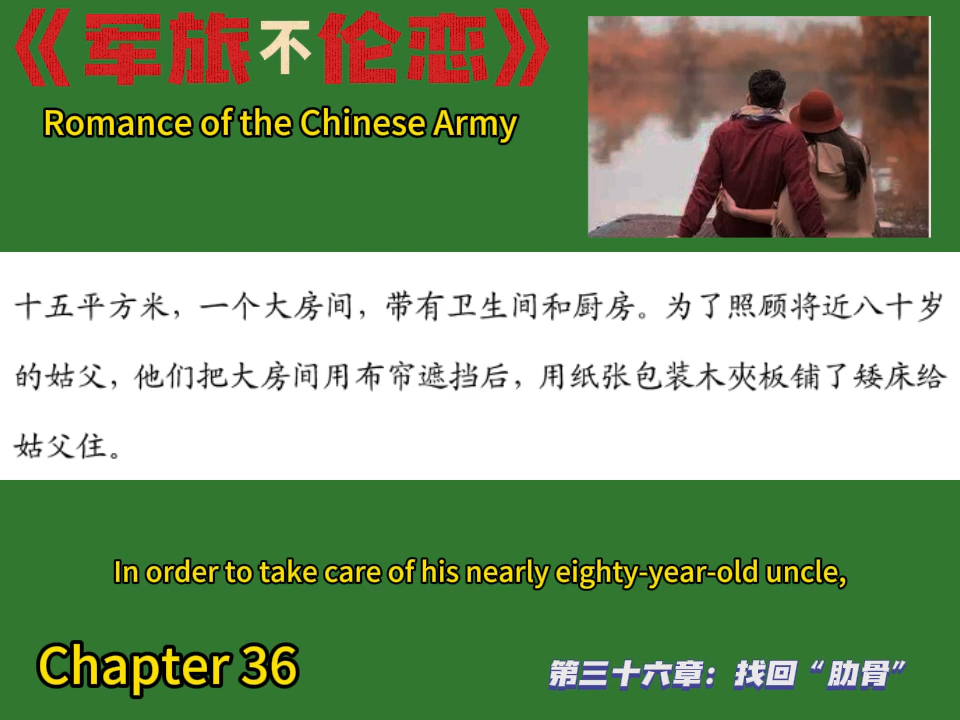 《军旅不伦恋》
Romance of the Chinese Army
十五平方米，一个大房间，带有卫生间和厨房。为了照顾将近八十岁
的姑父，他们把大房间用布帘遮挡后，用纸张包装木夾板铺了矮床给
姑父住。
In order to take care of his nearly eighty-year-old uncle,
Chapter 36
第三十六章：找回“肋骨”